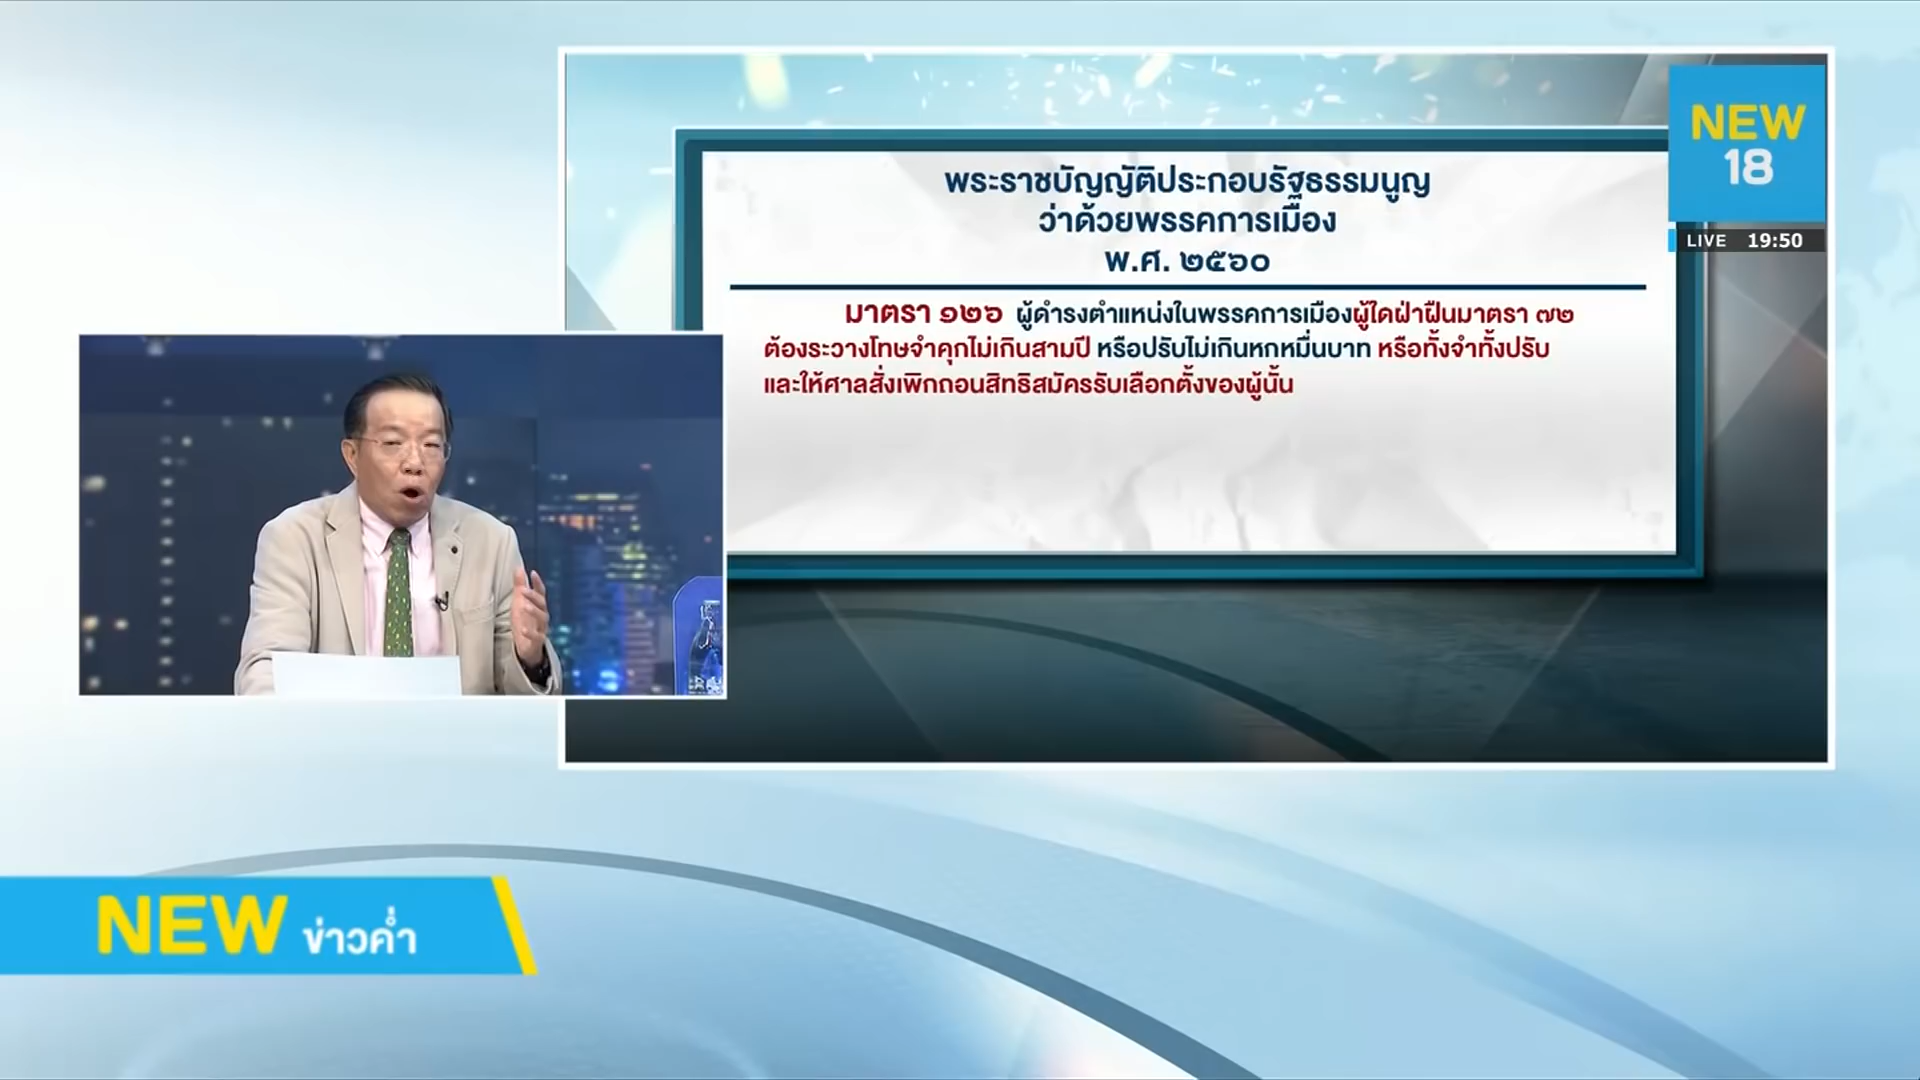 พระราชบัญญัติประกอบรัฐธรรมนูญ
ว่าด้วยพรรคการเมือง
พ.ศ. ๒๕๖๐
มาตรา ๑๒๖ ผู้ดำรงตำแหน่งในพรรคการเมืองผู้ใดฝ่าฝืนมาตรา ๗๒
ต้องระวางโทษจำคุกไม่เกินสามปี หรือปรับไม่เกินหกหมื่นบาท หรือทั้งจำทั้งปรับ
และให้ศาลสั่งเพิกถอนสิทธิสมัครรับเลือกตั้งของผู้นั้น
NEW
18
LIVE 19:50
NEW ข่าวค่ำ